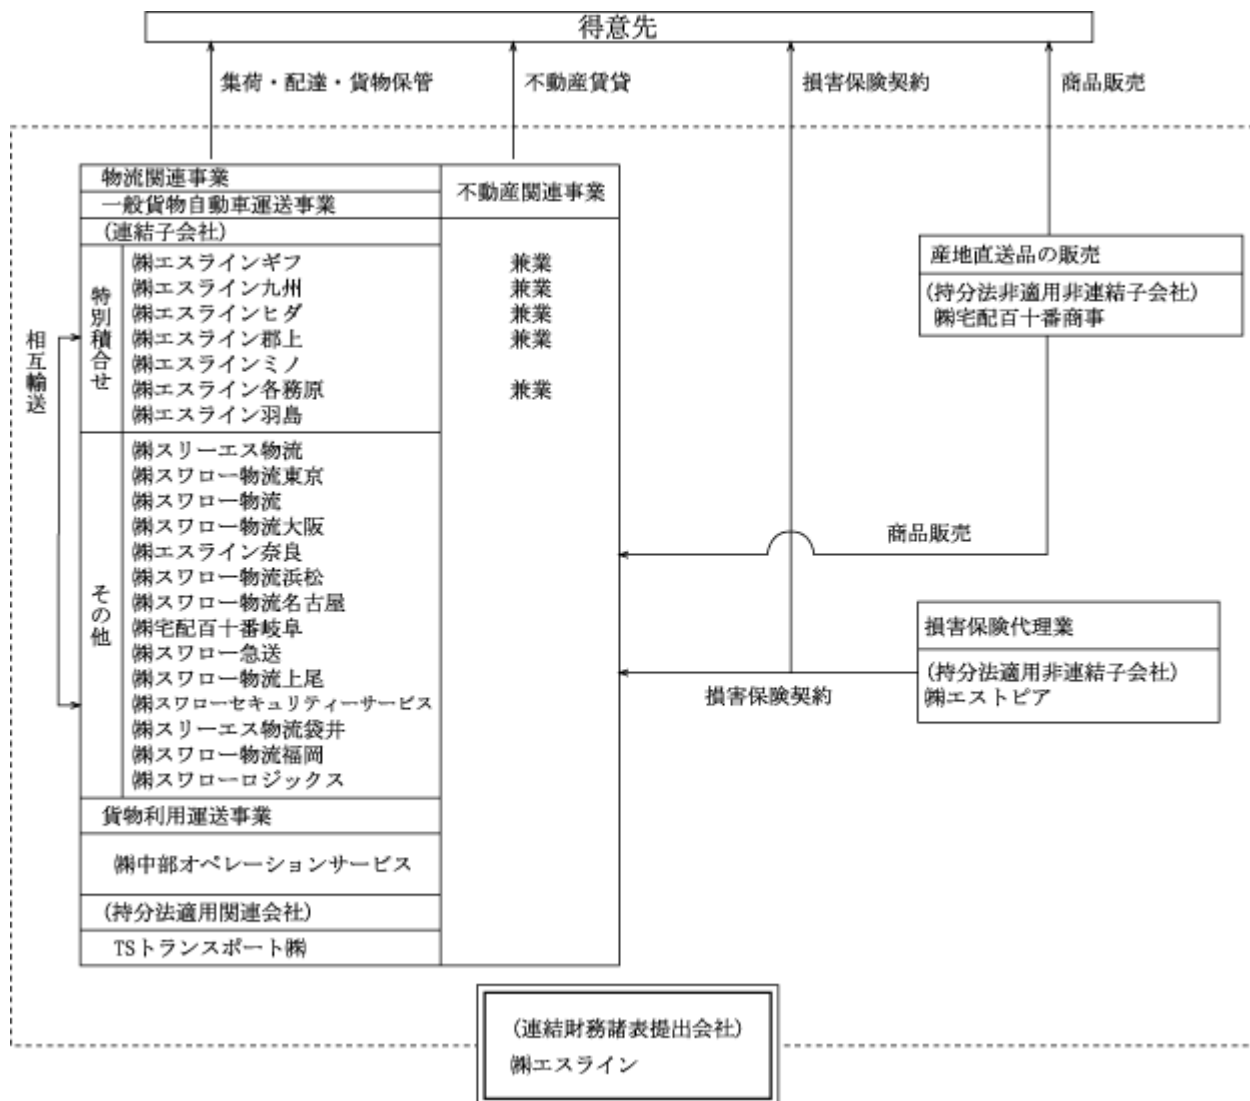 得意先
集荷・配達・貨物保管
不動産賃貸
損害保険契約
商品販売
物流関連事業
不動産関連事業
一般貨物自動車運送事業
(連結子会社)
特別積合せ
㈱エスラインギフ 兼業
㈱エスライン九州 兼業
㈱エスラインヒダ 兼業
㈱エスライン郡上 兼業
㈱エスラインミノ
㈱エスライン各務原 兼業
㈱エスライン羽島
相互輸送
その他
㈱スリーエス物流
㈱スワロー物流東京
㈱スワロー物流
㈱スワロー物流大阪
㈱エスライン奈良
㈱スワロー物流浜松
㈱スワロー物流名古屋
㈱宅配百十番岐阜
㈱スワロー急送
㈱スワロー物流上尾
㈱スワローセキュリティーサービス
㈱スリーエス物流袋井
㈱スワロー物流福岡
㈱スワローロジックス
貨物利用運送事業
㈱中部オペレーションサービス
(持分法適用関連会社)
TSトランスポート㈱
産地直送品の販売
(持分法非適用非連結子会社)
㈱宅配百十番商事
商品販売
損害保険代理業
(持分法適用非連結子会社)
㈱エストピア
損害保険契約
(連結財務諸表提出会社)
㈱エスライン